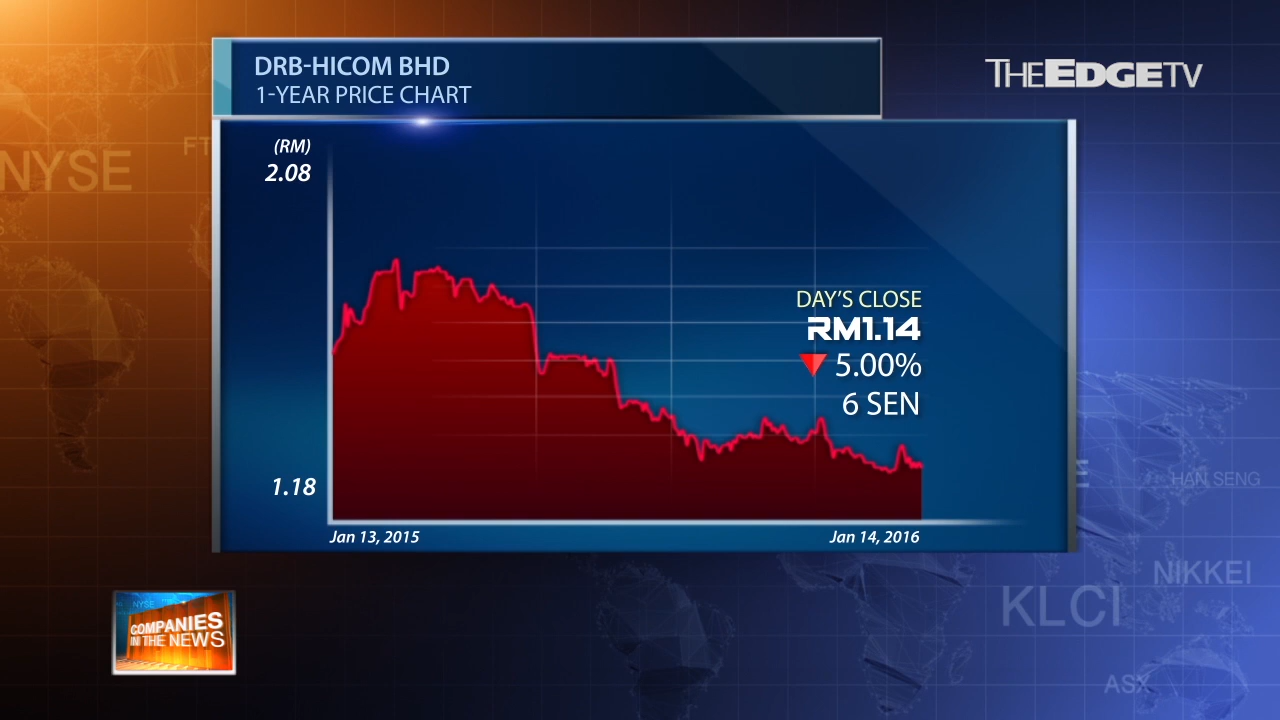 DRB-HICOM BHD
1-YEAR PRICE CHART
THEEDGETV
(RM)
2.08
NYSE
FT
DAY'S CLOSE
RM1.14
5.00%
6 SEN
1.18
E
HAN SENG
Jan 13, 2015
Jan 14, 2016
NIKKEI
KLCI
ASX
NYSE
COMPANIES
IN THE NEWS